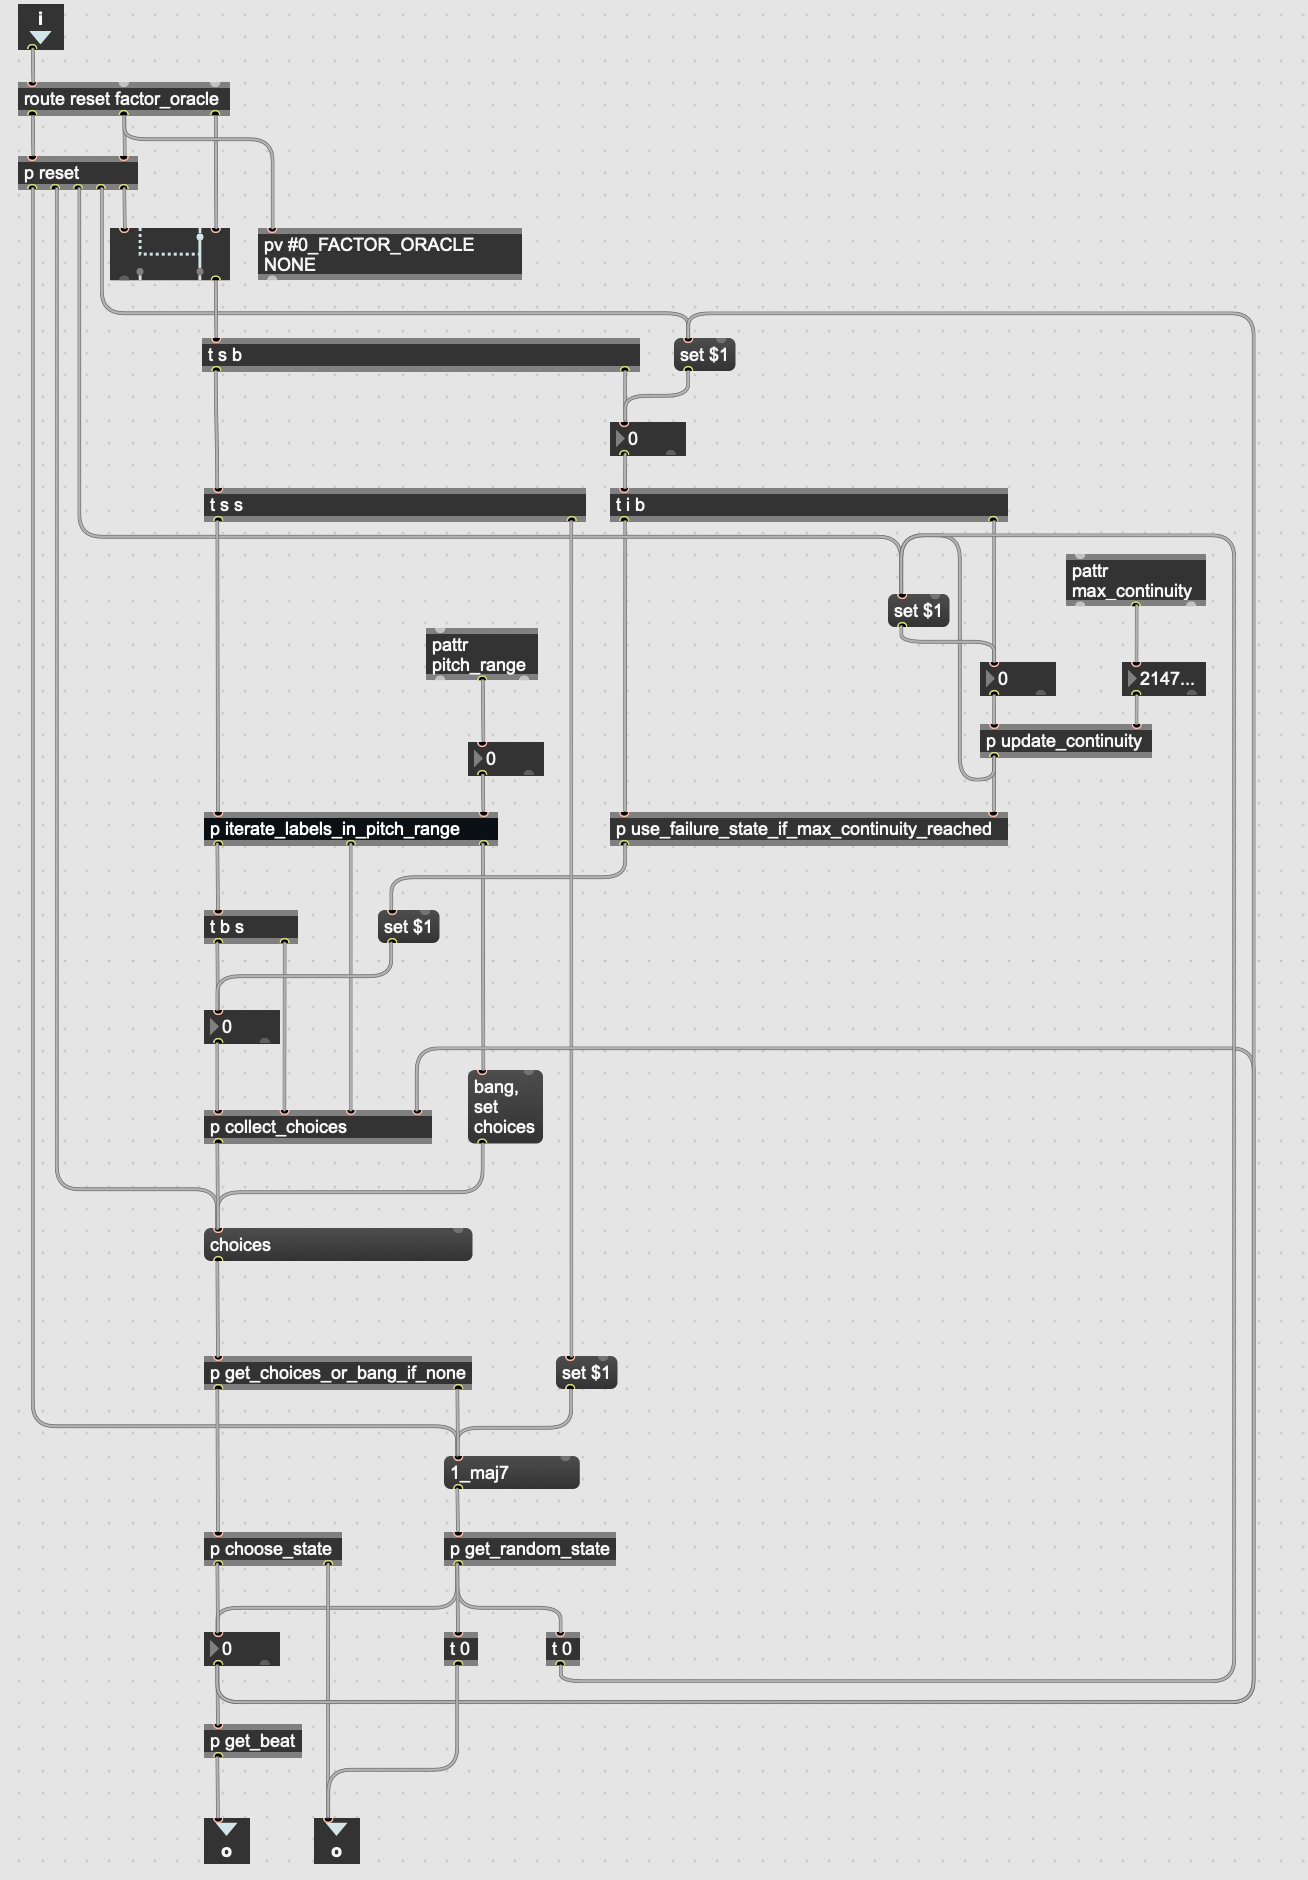 i
route reset factor_oracle
p reset
pv #0_FACTOR_ORACLE
NONE
t s b
set $1
0
t s s
t i b
pattr
max_continuity
set $1
pattr
pitch_range
0
2147...
p update_continuity
0
p iterate_labels_in_pitch_range
p use_failure_state_if_max_continuity_reached
t b s
set $1
0
bang,
set
choices
p collect_choices
choices
p get_choices_or_bang_if_none
set $1
1_maj7
p choose_state
p get_random_state
0
t 0
t 0
p get_beat
o
o